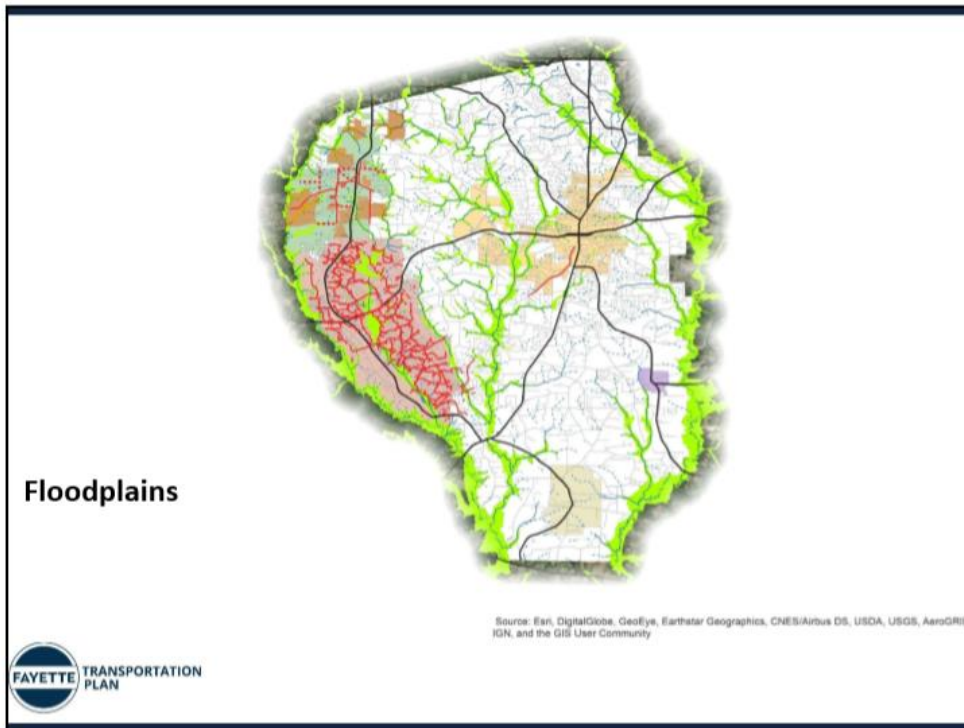 Floodplains
Source: Esri, DigitalGlobe, GeoEye, Earthstar Geographics, CNES/Airbus DS, USDA, USGS, AeroGRI
IGN, and the GIS User Community
FAYETTE
TRANSPORTATION
PLAN